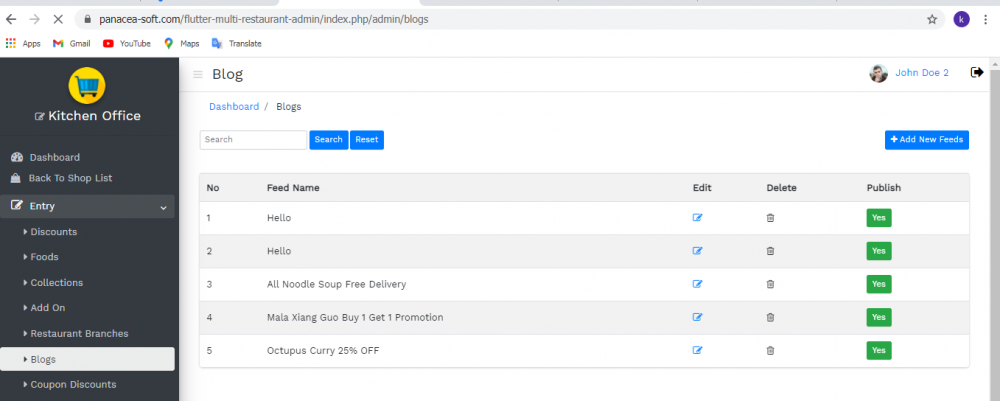 panacea-soft.com/flutter-multi-restaurant-admin/index.php/admin/blogs
k
Apps Gmail YouTube Maps Translate
Kitchen Office
Dashboard
Back To Shop List
Entry
Discounts
Foods
Collections
Add On
Restaurant Branches
Blogs
Coupon Discounts
Blog
John Doe 2
Dashboard / Blogs
Search Search Reset + Add New Feeds
No Feed Name Edit Delete Publish
1 Hello Yes
2 Hello Yes
3 All Noodle Soup Free Delivery Yes
4 Mala Xiang Guo Buy 1 Get 1 Promotion Yes
5 Octupus Curry 25% OFF Yes